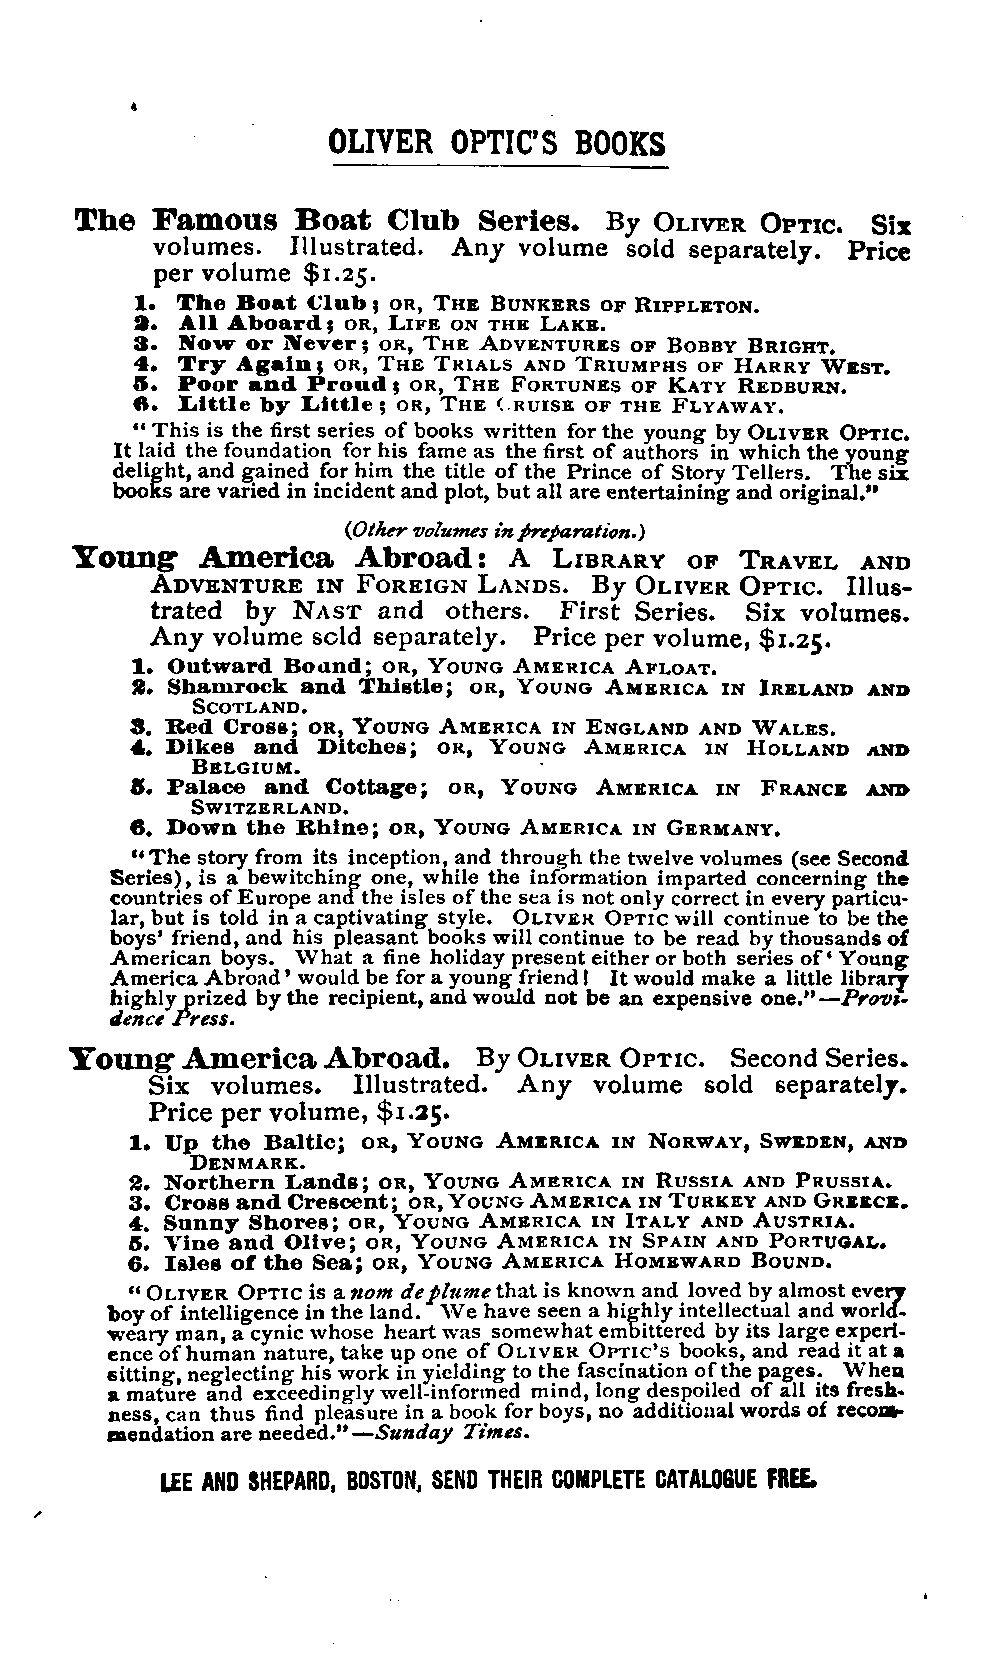 OLIVER OPTIC'S BOOKS
The Famous Boat Club Series. By OLIVER OPTIC. Six
volumes. Illustrated. Any volume sold separately. Price
per volume $1.25.
1. The Boat Club; OR, THE BUNKERS OF RIPPLETON.
2. All Aboard; OR, LIFE ON THE LAKE.
3. Now or Never; OR, THE ADVENTURES OF BOBBY BRIGHT.
4. Try Again; OR, THE TRIALS AND TRIUMPHS OF HARRY WEST.
5. Poor and Proud; OR, THE FORTUNES OF KATY REDBURN.
6. Little by Little; OR, THE CRUISE OF THE FLYAWAY.
"This is the first series of books written for the young by OLIVER OPTIC.
It laid the foundation for his fame as the first of authors in which the young
delight, and gained for him the title of the Prince of Story Tellers. The six
books are varied in incident and plot, but all are entertaining and original."
(Other volumes in preparation.)
Young America Abroad: A LIBRARY OF TRAVEL AND
ADVENTURE IN FOREIGN LANDS. By OLIVER OPTIC. Illus-
trated by NAST and others. First Series. Six volumes.
Any volume sold separately. Price per volume, $1.25.
1. Outward Bound; OR, YOUNG AMERICA AFLOAT.
2. Shamrock and Thistle; OR, YOUNG AMERICA IN IRELAND AND
SCOTLAND.
3. Red Cross; OR, YOUNG AMERICA IN ENGLAND AND WALES.
4. Dikes and Ditches; OR, YOUNG AMERICA IN HOLLAND AND
BELGIUM.
5. Palace and Cottage; OR, YOUNG AMERICA IN FRANCE AND
SWITZERLAND.
6. Down the Rhine; OR, YOUNG AMERICA IN GERMANY.
"The story from its inception, and through the twelve volumes (see Second
Series), is a bewitching one, while the information imparted concerning the
countries of Europe and the isles of the sea is not only correct in every particu-
lar, but is told in a captivating style. OLIVER OPTIC will continue to be the
boys' friend, and his pleasant books will continue to be read by thousands of
American boys. What a fine holiday present either or both series of 'Young
America Abroad' would be for a young friend! It would make a little library
highly prized by the recipient, and would not be an expensive one."—Provi-
dence Press.
Young America Abroad. By OLIVER OPTIC. Second Series.
Six volumes. Illustrated. Any volume sold separately.
Price per volume, $1.25.
1. Up the Baltic; OR, YOUNG AMERICA IN NORWAY, SWEDEN, AND
DENMARK.
2. Northern Lands; OR, YOUNG AMERICA IN RUSSIA AND PRUSSIA.
3. Cross and Crescent; OR, YOUNG AMERICA IN TURKEY AND GREECE.
4. Sunny Shores; OR, YOUNG AMERICA IN ITALY AND AUSTRIA.
5. Vine and Olive; OR, YOUNG AMERICA IN SPAIN AND PORTUGAL.
6. Isles of the Sea; OR, YOUNG AMERICA HOMEWARD BOUND.
"OLIVER OPTIC is a nom de plume that is known and loved by almost every
boy of intelligence in the land. We have seen a highly intellectual and world-
weary man, a cynic whose heart was somewhat embittered by its large experi-
ence of human nature, take up one of OLIVER OPTIC'S books, and read it at a
sitting, neglecting his work in yielding to the fascination of the pages. When
a mature and exceedingly well-informed mind, long despoiled of all its fresh-
ness, can thus find pleasure in a book for boys, no additional words of recom-
mendation are needed."—Sunday Times.
LEE AND SHEPARD, BOSTON, SEND THEIR COMPLETE CATALOGUE FREE.